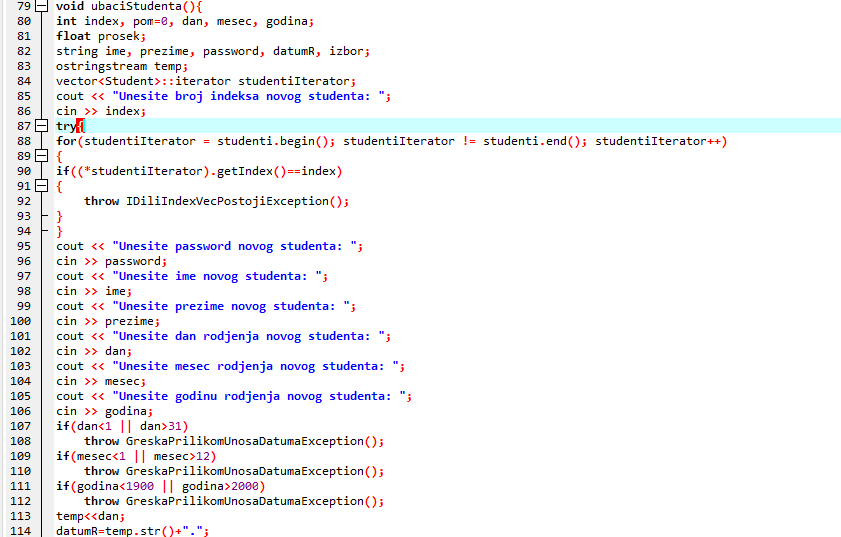 79 void ubaciStudenta(){
80 int index, pom=0, dan, mesec, godina;
81 float prosek;
82 string ime, prezime, password, datumR, izbor;
83 ostringstream temp;
84 vector<Student>::iterator studentiIterator;
85 cout << "Unesite broj indeksa novog studenta: ";
86 cin >> index;
87 try{
88 for(studentiIterator = studenti.begin(); studentiIterator != studenti.end(); studentiIterator++)
89 {
90 if((*studentiIterator).getIndex()==index)
91 {
92 throw IDiliIndexVecPostojiException();
93 }
94 }
95 cout << "Unesite password novog studenta: ";
96 cin >> password;
97 cout << "Unesite ime novog studenta: ";
98 cin >> ime;
99 cout << "Unesite prezime novog studenta: ";
100 cin >> prezime;
101 cout << "Unesite dan rodjenja novog studenta: ";
102 cin >> dan;
103 cout << "Unesite mesec rodjenja novog studenta: ";
104 cin >> mesec;
105 cout << "Unesite godinu rodjenja novog studenta: ";
106 cin >> godina;
107 if(dan<1 || dan>31)
108 throw GreskaPrilikomUnosaDatumaException();
109 if(mesec<1 || mesec>12)
110 throw GreskaPrilikomUnosaDatumaException();
111 if(godina<1900 || godina>2000)
112 throw GreskaPrilikomUnosaDatumaException();
113 temp<<dan;
114 datumR=temp.str()+".";